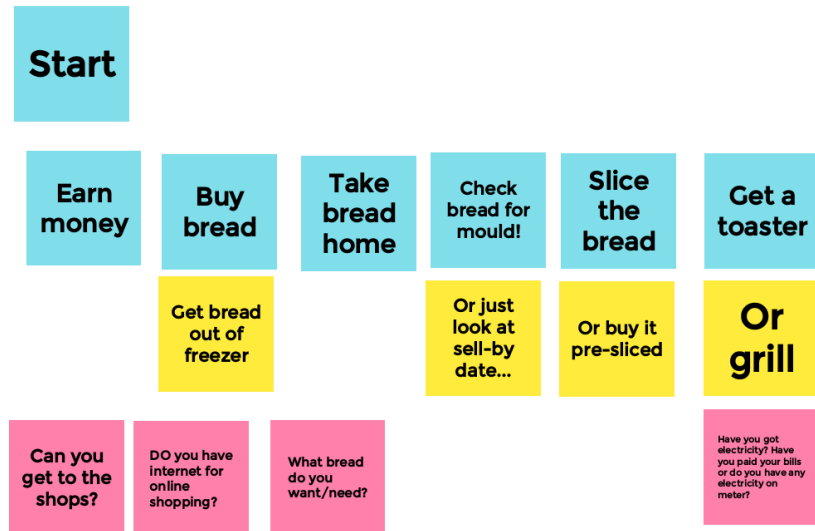 Start
Earn
money
Buy
bread
Take
bread
home
Check
bread for
mould!
Slice
the
bread
Get a
toaster
Get bread
out of
freezer
Or just
look at
sell-by
date...
Or buy it
pre-sliced
Or
grill
Can you
get to the
shops?
DO you have
internet for
online
shopping?
What bread
do you
want/need?
Have you got
electricity? Have
you paid your bills
or do you have any
electricity on
meter?